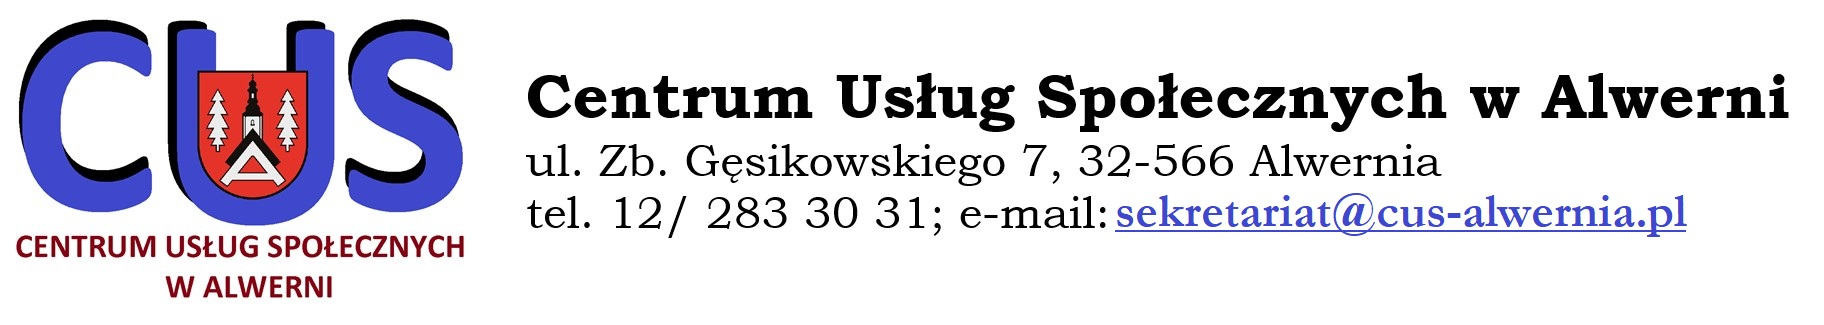 CUS
CENTRUM USŁUG SPOŁECZNYCH
W ALWERNI
Centrum Usług Społecznych w Alwerni
ul. Zb. Gęsikowskiego 7, 32-566 Alwernia
tel. 12/ 283 30 31; e-mail: sekretariat@cus-alwernia.pl